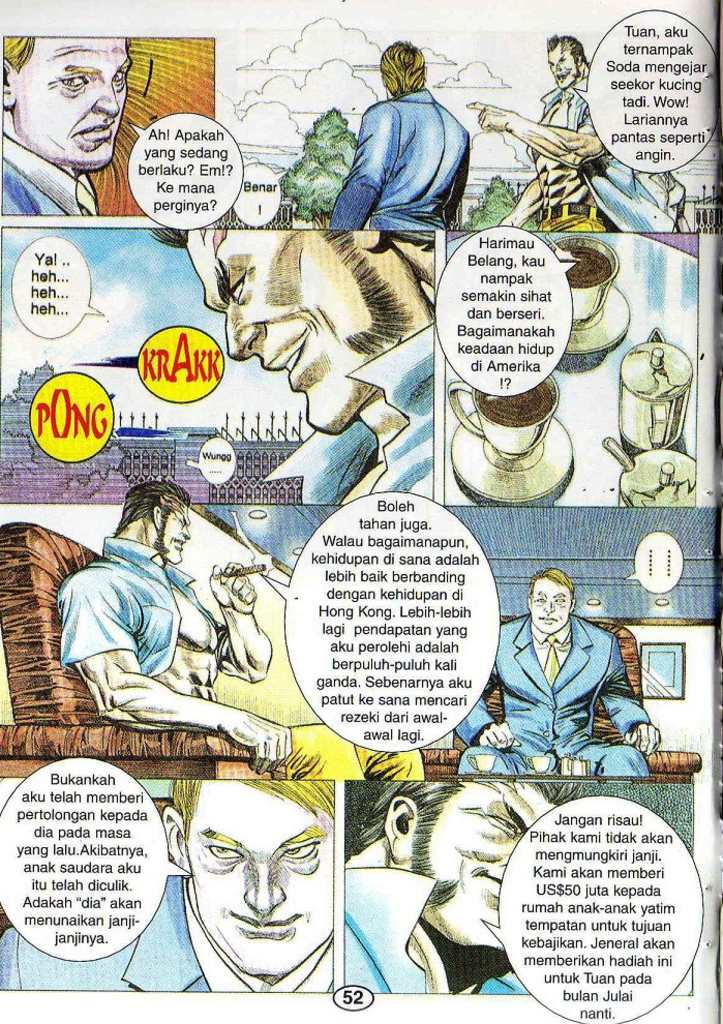 Ah! Apakah
yang sedang
berlaku? Em!?
Ke mana
perginya?
Benar
!
Tuan, aku
ternampak
Soda mengejar
seekor kucing
tadi. Wow!
Lariannya
pantas seperti
angin.
Ya! ..
heh...
heh...
heh...
KRAKK
PONG
Wungg
.....
Harimau
Belang, kau
nampak
semakin sihat
dan berseri.
Bagaimanakah
keadaan hidup
di Amerika
!?
Boleh
tahan juga.
Walau bagaimanapun,
kehidupan di sana adalah
lebih baik berbanding
dengan kehidupan di
Hong Kong. Lebih-lebih
lagi pendapatan yang
aku perolehi adalah
berpuluh-puluh kali
ganda. Sebenarnya aku
patut ke sana mencari
rezeki dari awal-
awal lagi.
Bukankah
aku telah memberi
pertolongan kepada
dia pada masa
yang lalu.Akibatnya,
anak saudara aku
itu telah diculik.
Adakah "dia" akan
menunaikan janji-
janjinya.
Jangan risau!
Pihak kami tidak akan
mengmungkiri janji.
Kami akan memberi
US$50 juta kepada
rumah anak-anak yatim
tempatan untuk tujuan
kebajikan. Jeneral akan
memberikan hadiah ini
untuk Tuan pada
bulan Julai
nanti.
52